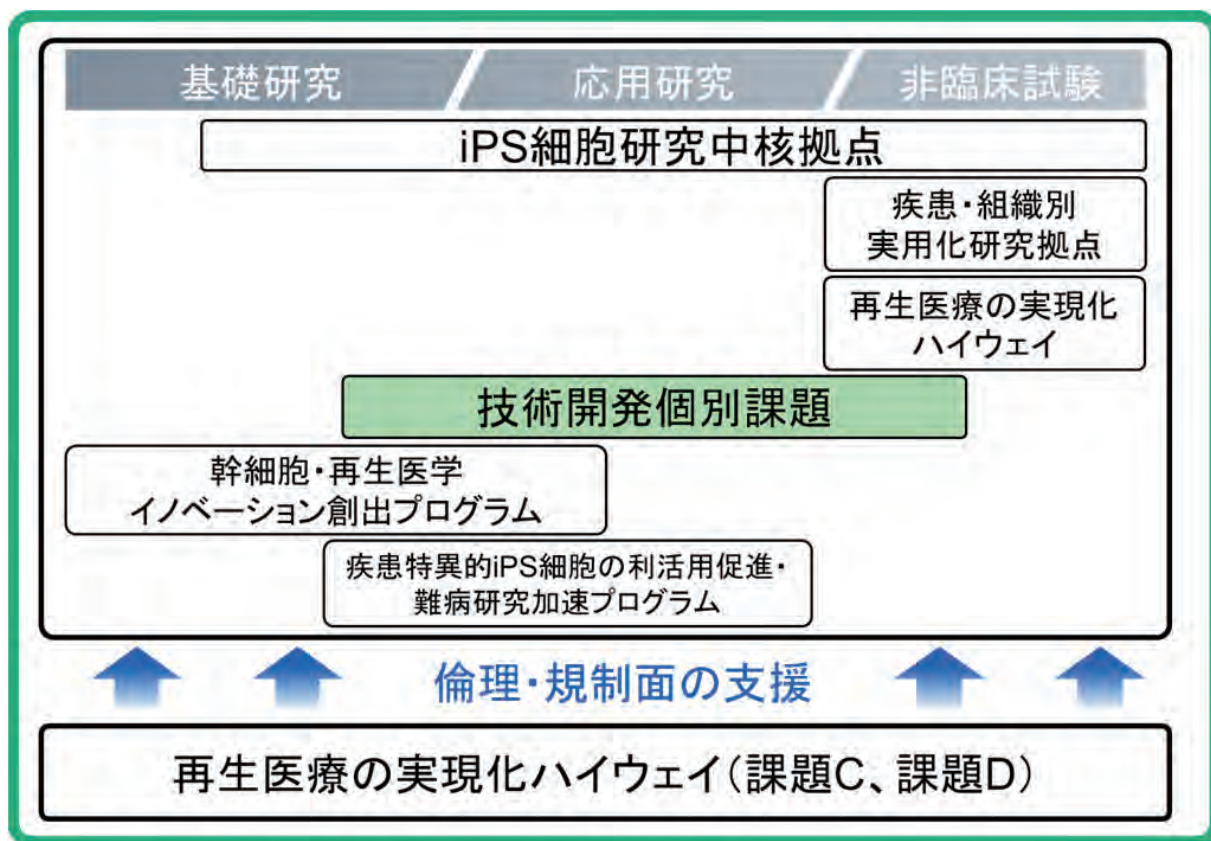 基礎研究
応用研究
非臨床試験
iPS細胞研究中核拠点
疾患・組織別
実用化研究拠点
再生医療の実現化
ハイウェイ
技術開発個別課題
幹細胞・再生医学
イノベーション創出プログラム
疾患特異的iPS細胞の利活用促進・
難病研究加速プログラム
倫理・規制面の支援
再生医療の実現化ハイウェイ(課題C、課題D)